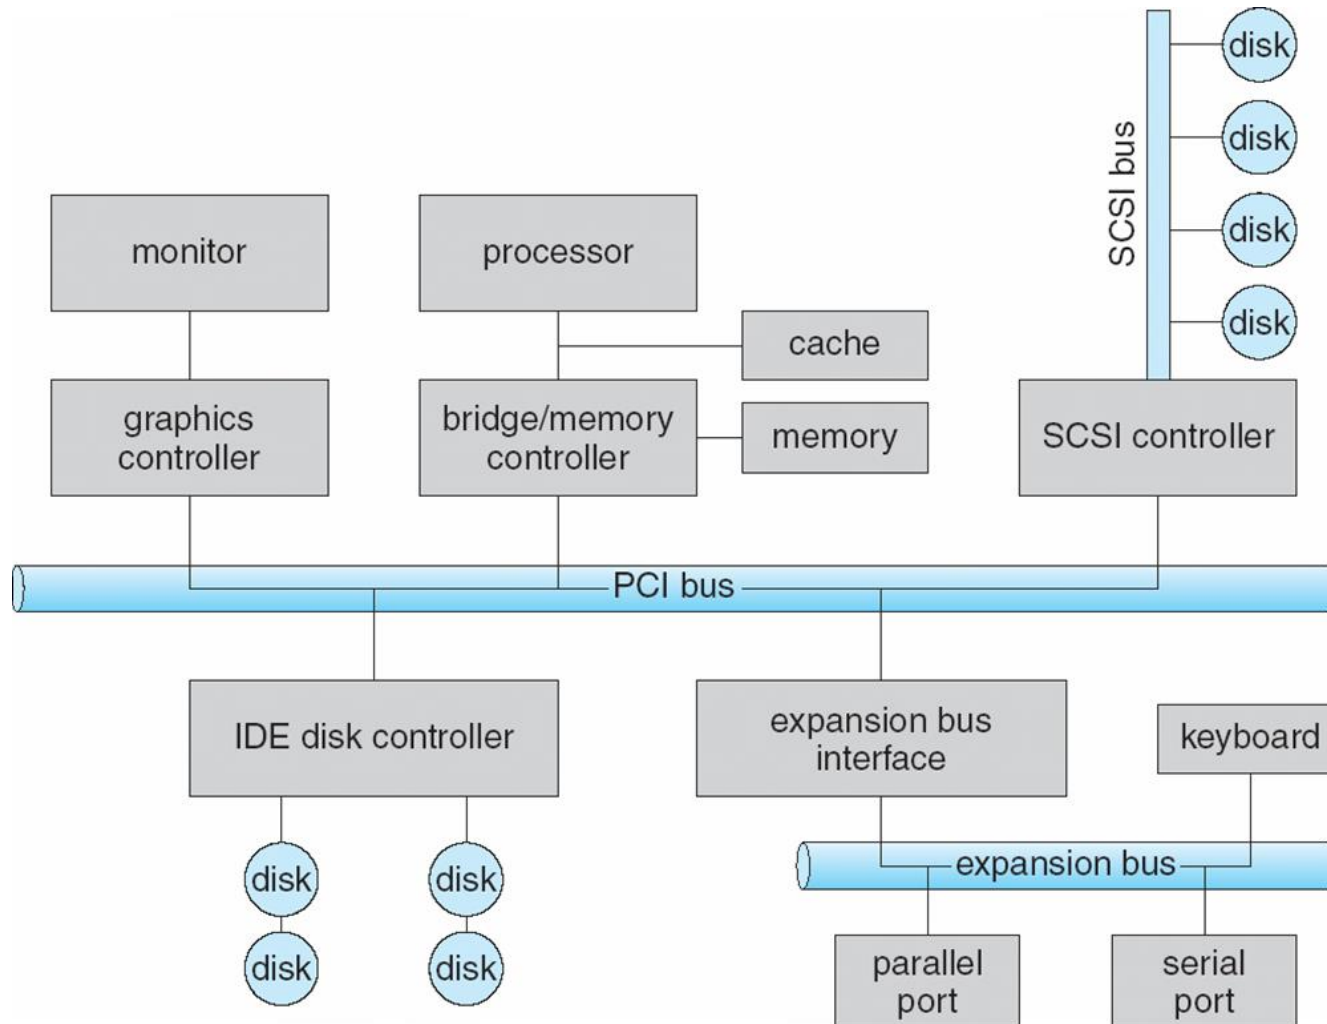 disk
disk
disk
disk
SCSI bus
monitor
processor
cache
graphics
controller
bridge/memory
controller
memory
SCSI controller
PCI bus
IDE disk controller
expansion bus
interface
keyboard
disk
disk
disk
disk
expansion bus
parallel
port
serial
port